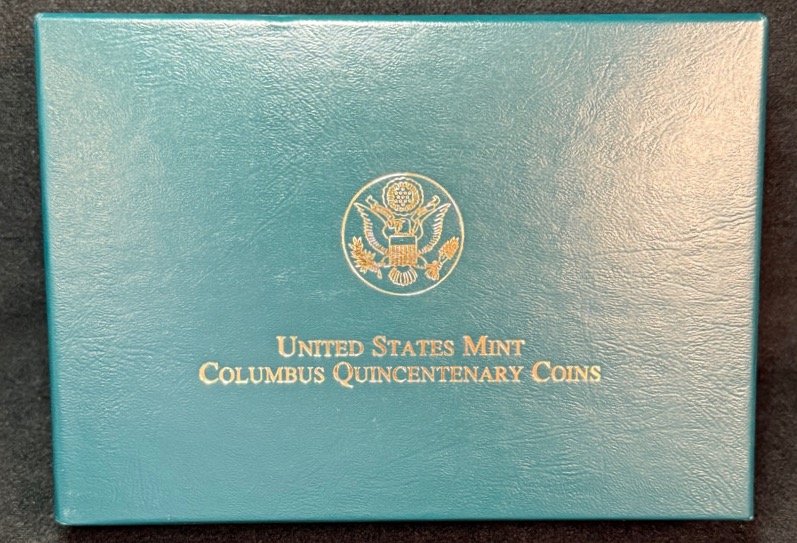 United States Mint
Columbus Quincentenary Coins